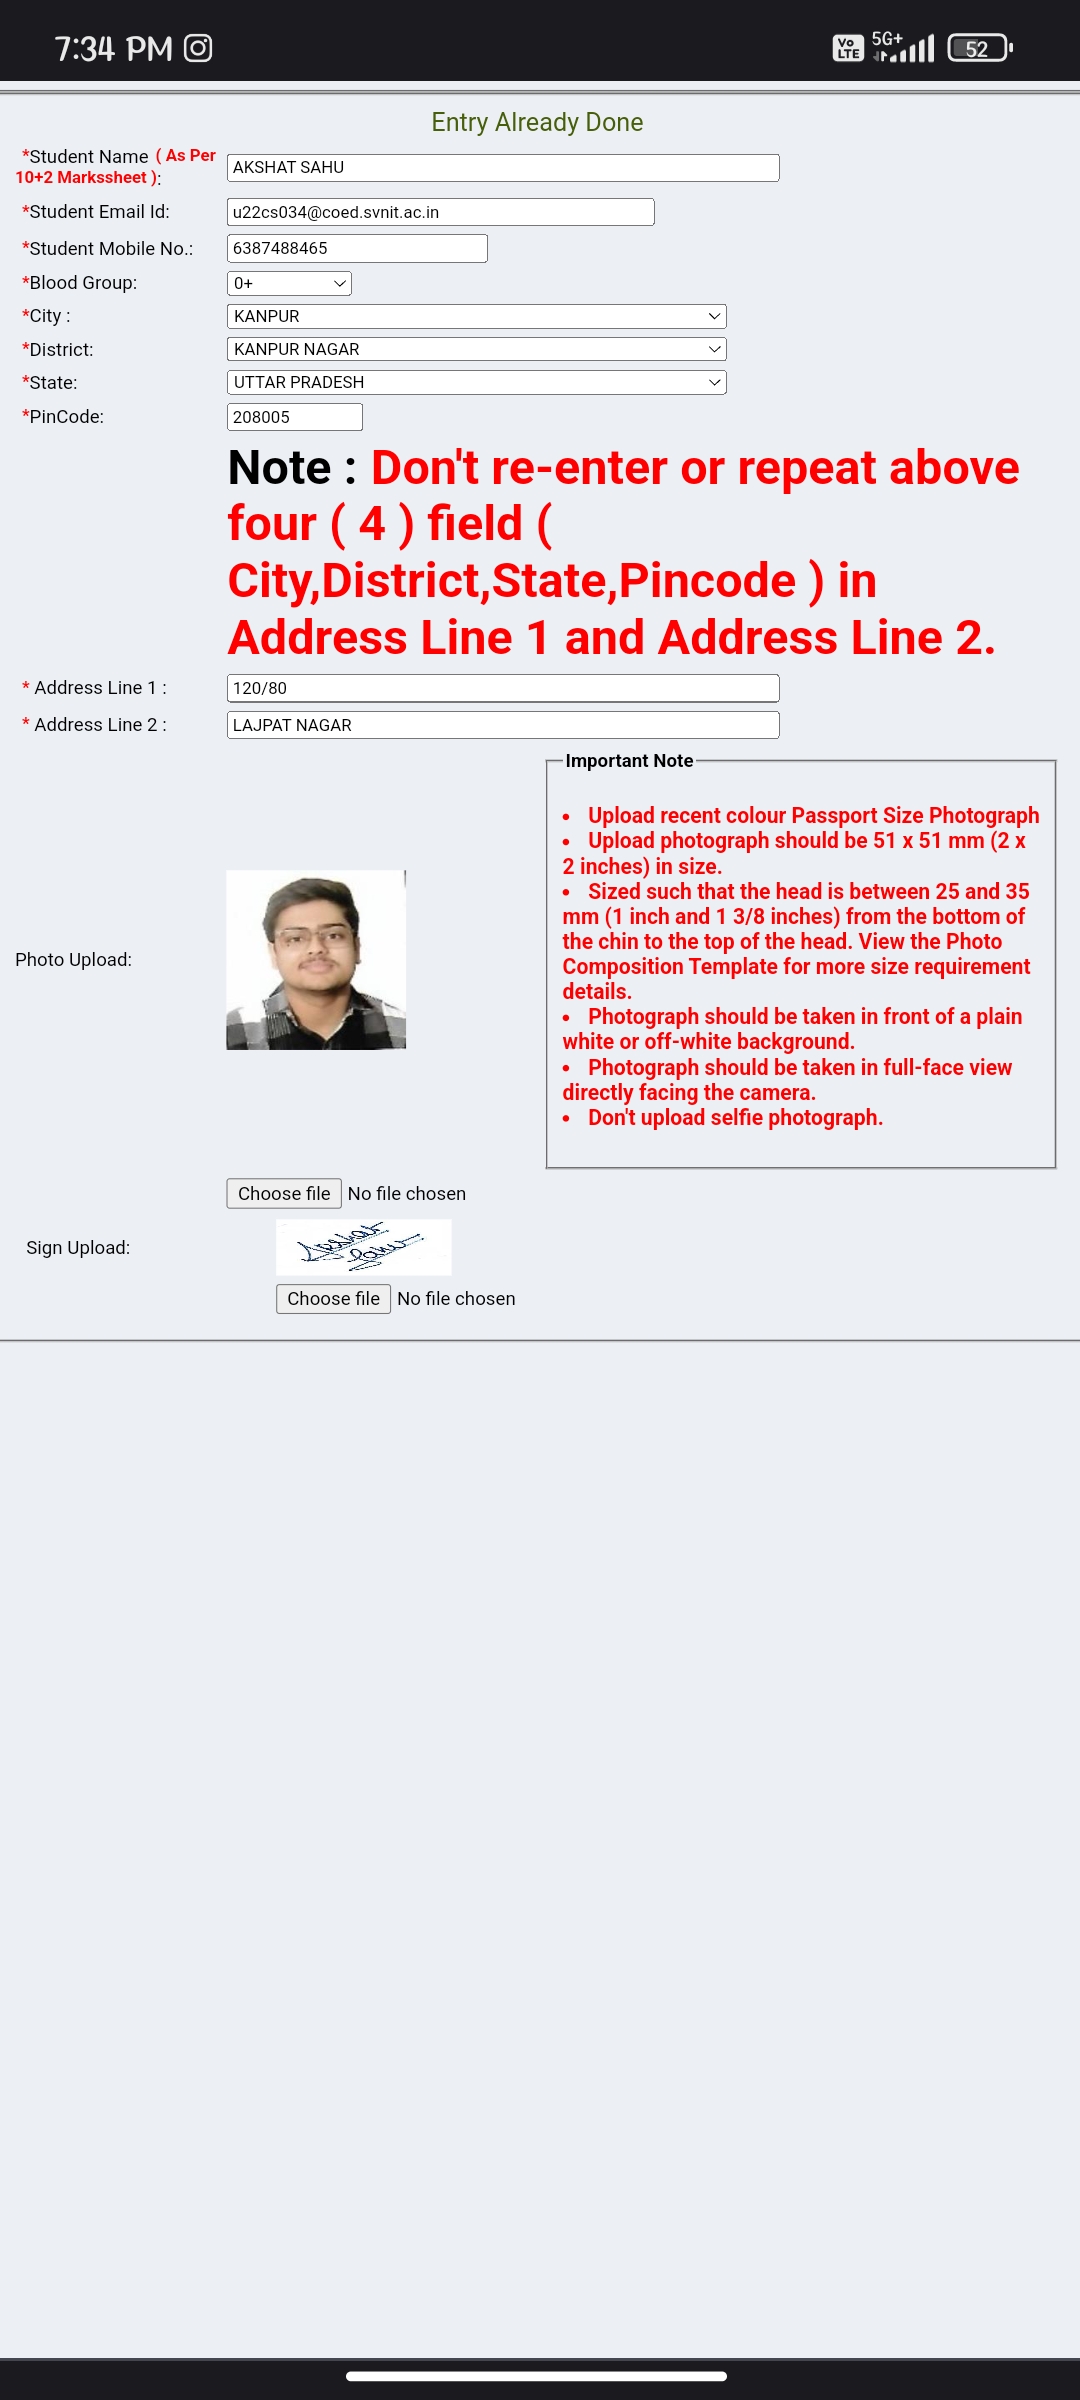 7:34 PM
Vo LTE 5G+ 52
Entry Already Done
*Student Name ( As Per
10+2 Markssheet ):
AKSHAT SAHU
*Student Email Id:
u22cs034@coed.svnit.ac.in
*Student Mobile No.:
6387488465
*Blood Group:
0+
*City :
KANPUR
*District:
KANPUR NAGAR
*State:
UTTAR PRADESH
*PinCode:
208005
Note : Don't re-enter or repeat above
four ( 4 ) field (
City,District,State,Pincode ) in
Address Line 1 and Address Line 2.
* Address Line 1 :
120/80
* Address Line 2 :
LAJPAT NAGAR
Photo Upload:
Important Note
• Upload recent colour Passport Size Photograph
• Upload photograph should be 51 x 51 mm (2 x
2 inches) in size.
• Sized such that the head is between 25 and 35
mm (1 inch and 1 3/8 inches) from the bottom of
the chin to the top of the head. View the Photo
Composition Template for more size requirement
details.
• Photograph should be taken in front of a plain
white or off-white background.
• Photograph should be taken in full-face view
directly facing the camera.
• Don't upload selfie photograph.
Choose file No file chosen
Sign Upload:
Akshat
Sahu
Choose file No file chosen